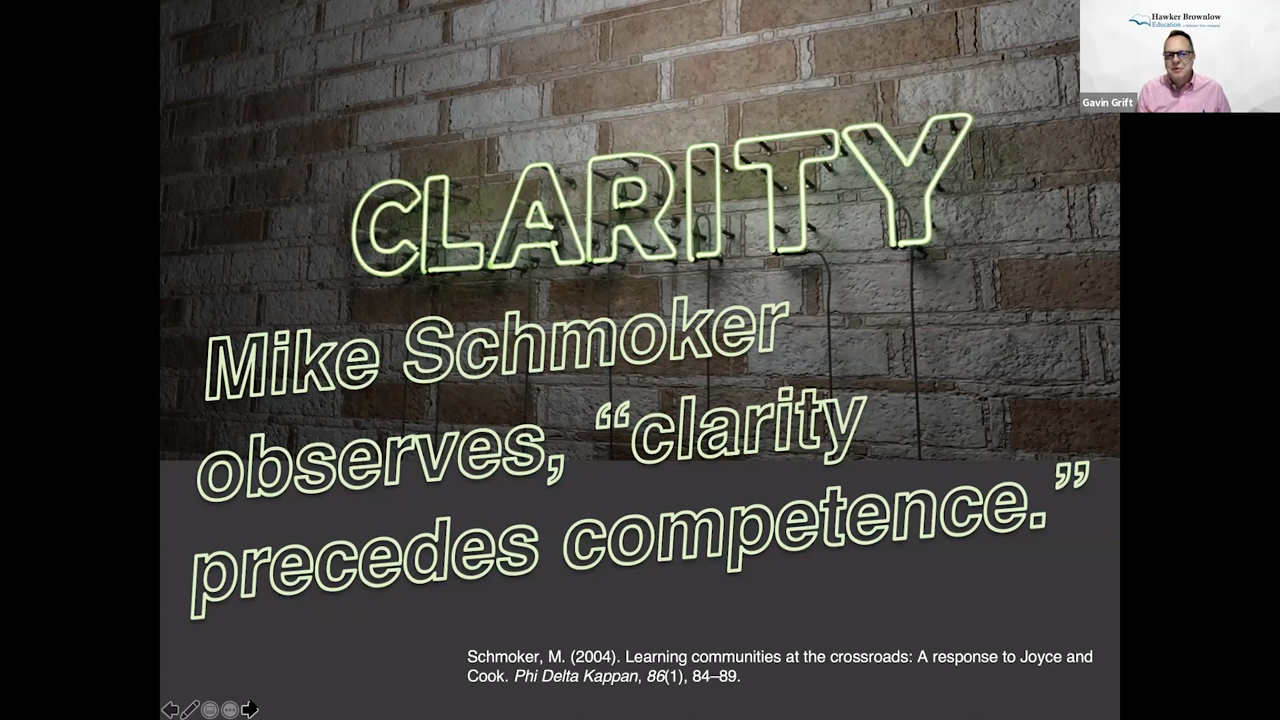 Hawker Brownlow
Education
Gavin Grift
CLARITY
Mike Schmoker
observes, “clarity
precedes competence.”
Schmoker, M. (2004). Learning communities at the crossroads: A response to Joyce and
Cook. Phi Delta Kappan, 86(1), 84–89.